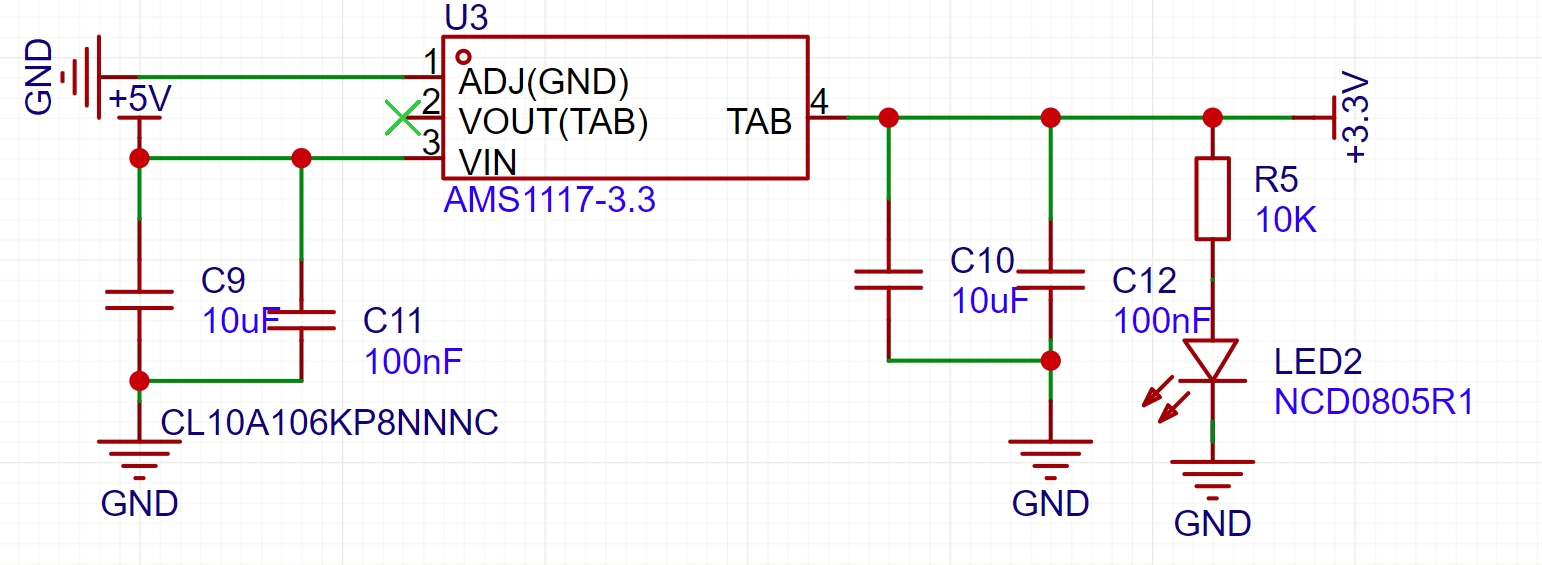 U3
GND
+5V
1
2
3
ADJ(GND)
VOUT(TAB)
VIN
TAB
4
AMS1117-3.3
+3.3V
R5
10K
C9
10uF
C11
100nF
C10
10uF
C12
100nF
LED2
NCD0805R1
CL10A106KP8NNNC
GND
GND
GND